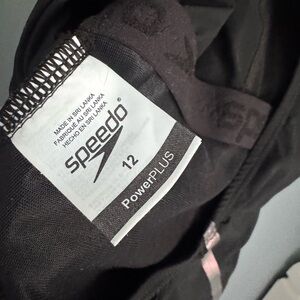 MADE IN SRI LANKA
FABRIQUÉ AU SRI LANKA
HECHO EN SRI LANKA
speedo
12
PowerPLUS